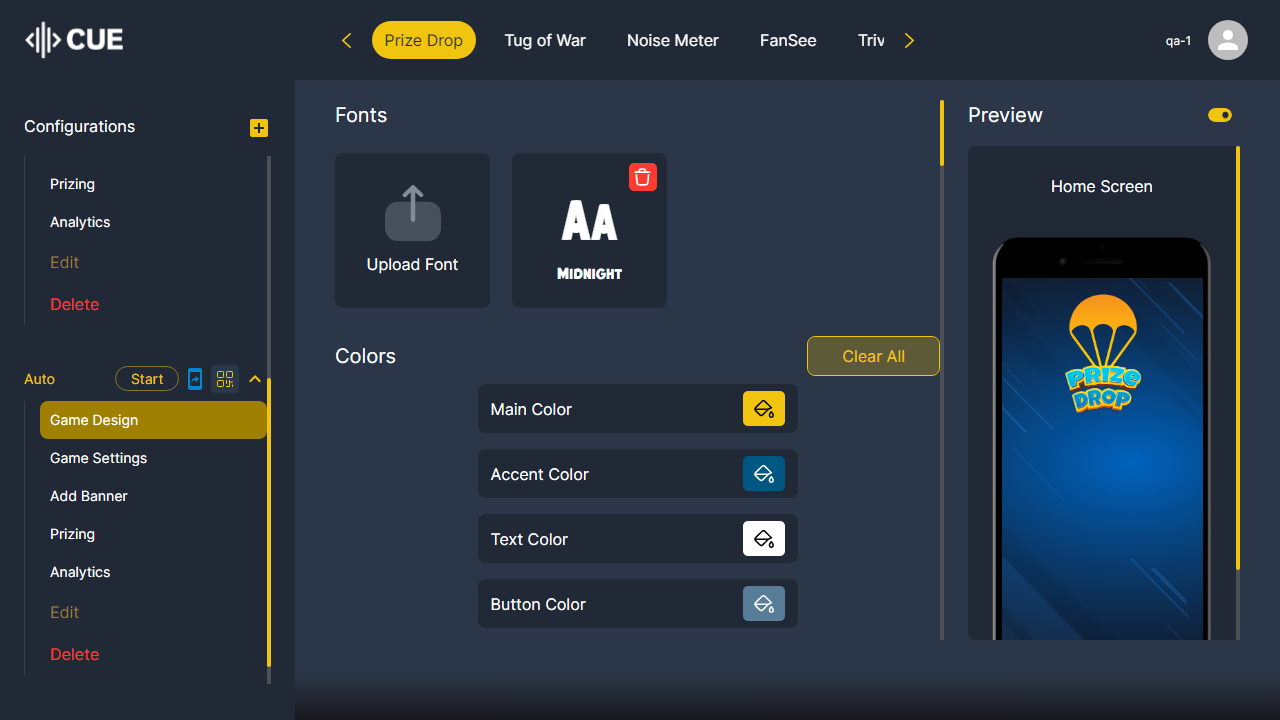 CUE
Prize Drop
Tug of War
Noise Meter
FanSee
Triv
qa-1
Configurations
Prizing
Analytics
Edit
Delete
Auto
Start
Game Design
Game Settings
Add Banner
Prizing
Analytics
Edit
Delete
Fonts
Upload Font
AA
MIDNIGHT
Colors
Clear All
Main Color
Accent Color
Text Color
Button Color
Preview
Home Screen
PRIZE
DROP